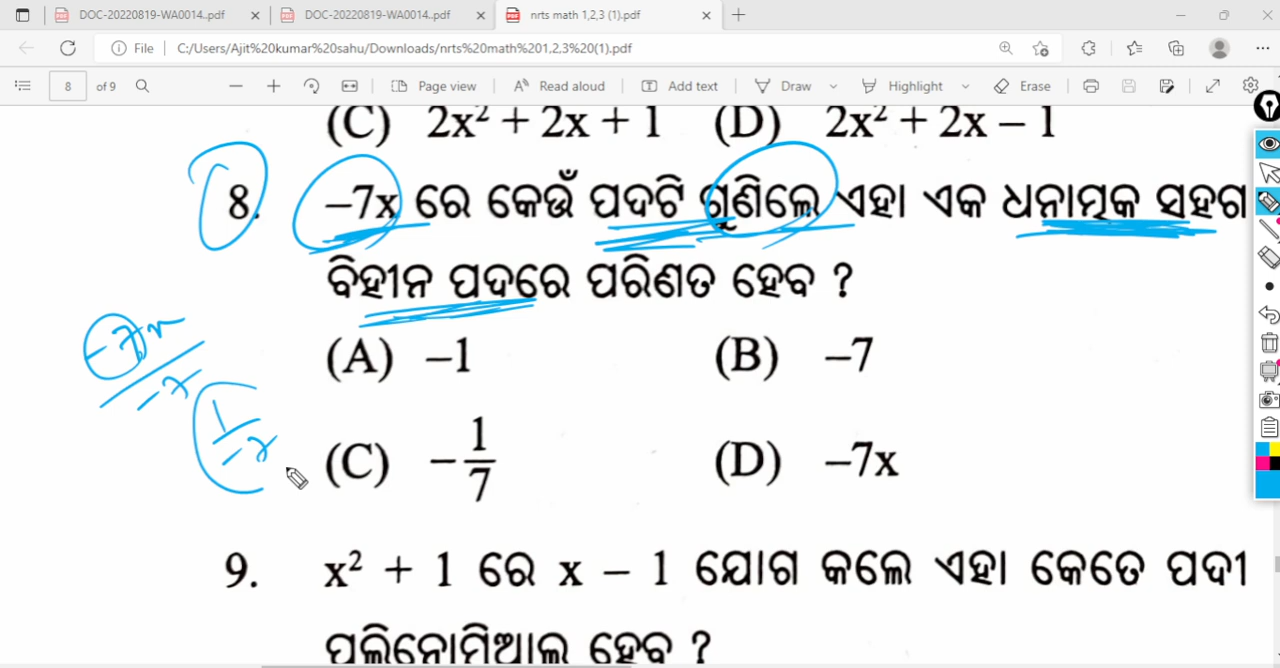 DOC-20220819-WA0014..pdf
DOC-20220819-WA0014..pdf
nrts math 1,2,3 (1).pdf
File | C:/Users/Ajit%20kumar%20sahu/Downloads/nrts%20math%201,2,3%20(1).pdf
8 of 9
Page view
Read aloud
Add text
Draw
Highlight
Erase
(C) 2x² + 2x + 1 (D) 2x² + 2x – 1
8. –7x ରେ କେଉଁ ପଦଟି ଗୁଣିଲେ ଏହା ଏକ ଧନାତ୍ମକ ସହଗ
ବିହୀନ ପଦରେ ପରିଣତ ହେବ ?
(A) –1 (B) –7
(C) –1/7 (D) –7x
9. x² + 1 ରେ x – 1 ଯୋଗ କଲେ ଏହା କେତେ ପଦୀ
ପଲିନୋମିଆଲ ହେବ ?